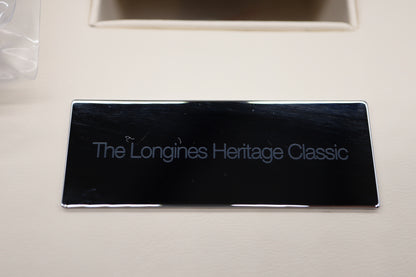 The Longines Heritage Classic